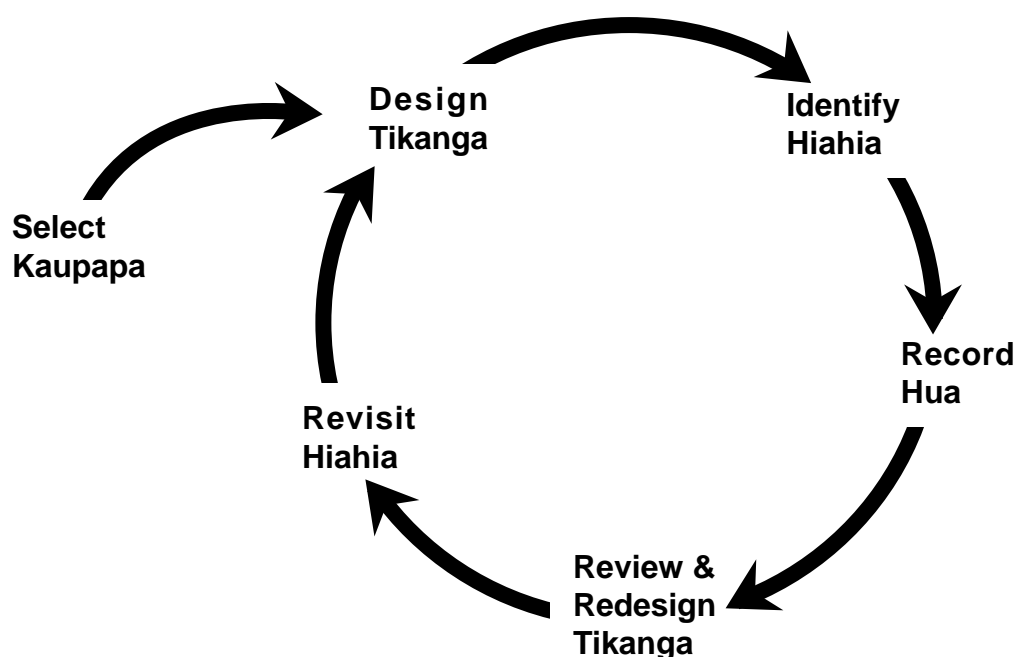 Select
Kaupapa
Design
Tikanga
Identify
Hiahia
Record
Hua
Review &
Redesign
Tikanga
Revisit
Hiahia